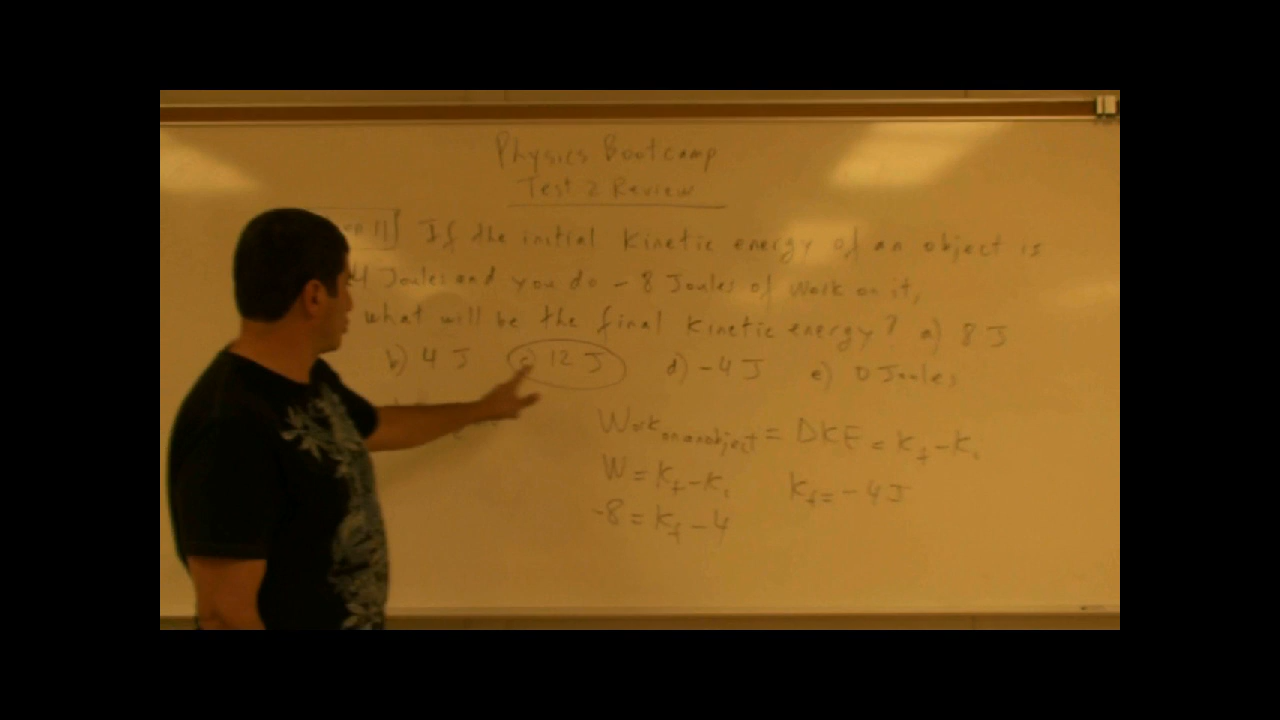 Physics Bootcamp
Test 2 Review
11] If the initial kinetic energy of an object is
4 Joules and you do -8 Joules of work on it,
what will be the final kinetic energy? a) 8 J
b) 4 J c) 12 J d) -4 J e) 0 Joules
Work on an object = ΔKE = Kf - Ki
W = Kf - Ki Kf = -4 J
-8 = Kf - 4